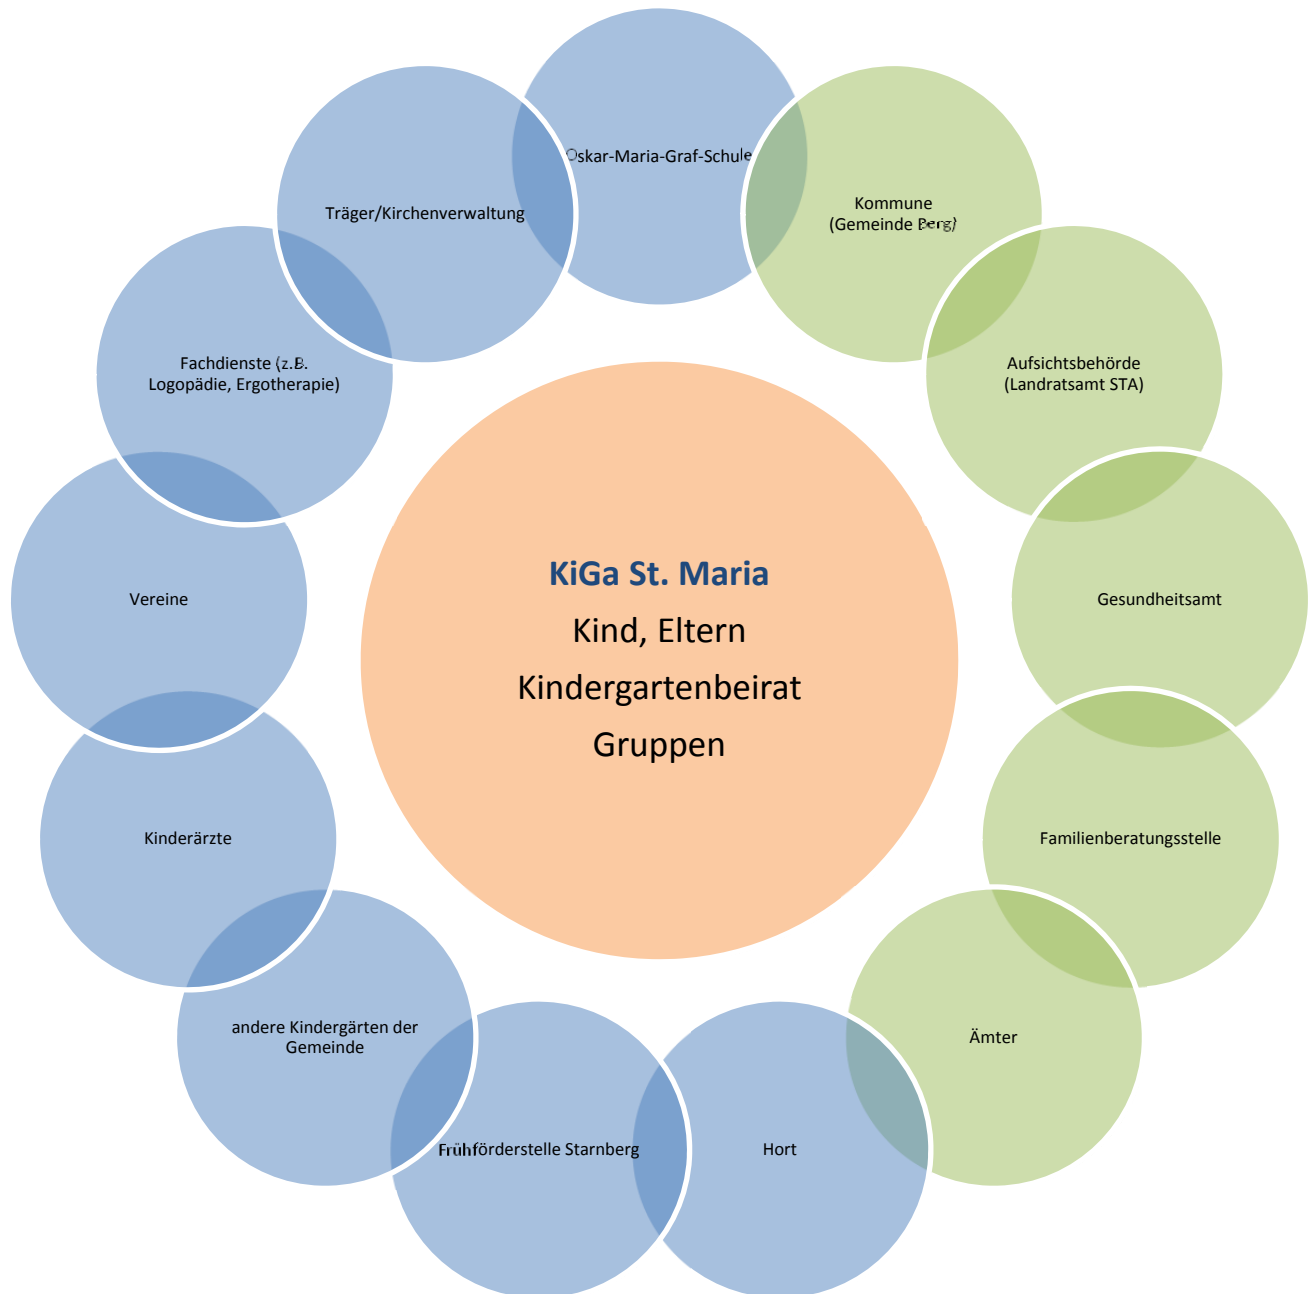 Oskar-Maria-Graf-Schule
Kommune
(Gemeinde Berg)
Aufsichtsbehörde
(Landratsamt STA)
Gesundheitsamt
Familienberatungsstelle
Ämter
Hort
Frühförderstelle Starnberg
andere Kindergärten der
Gemeinde
Kinderärzte
Vereine
Fachdienste (z.B.
Logopädie, Ergotherapie)
Träger/Kirchenverwaltung
KiGa St. Maria
Kind, Eltern
Kindergartenbeirat
Gruppen